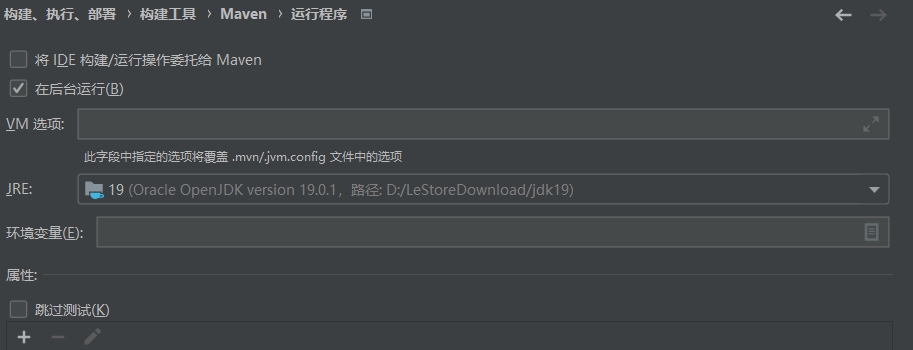 构建、执行、部署 › 构建工具 › Maven › 运行程序
将 IDE 构建/运行操作委托给 Maven
在后台运行(B)
VM 选项:
此字段中指定的选项将覆盖 .mvn/.jvm.config 文件中的选项
JRE: 19 (Oracle OpenJDK version 19.0.1, 路径: D:/LeStoreDownload/jdk19)
环境变量(E):
属性:
跳过测试(K)